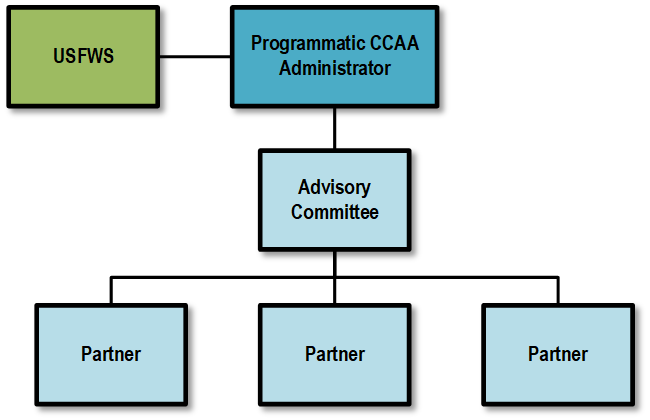 USFWS
Programmatic CCAA
Administrator
Advisory
Committee
Partner
Partner
Partner